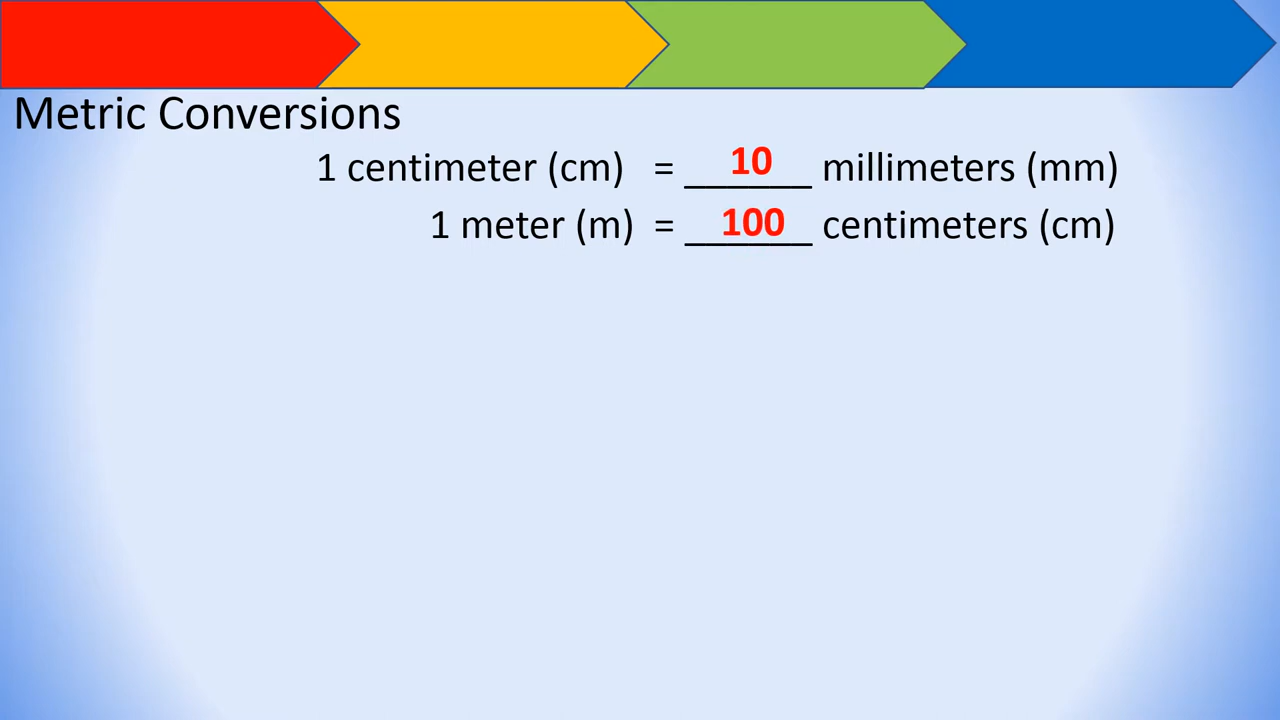 Metric Conversions
1 centimeter (cm) = 10 millimeters (mm)
1 meter (m) = 100 centimeters (cm)